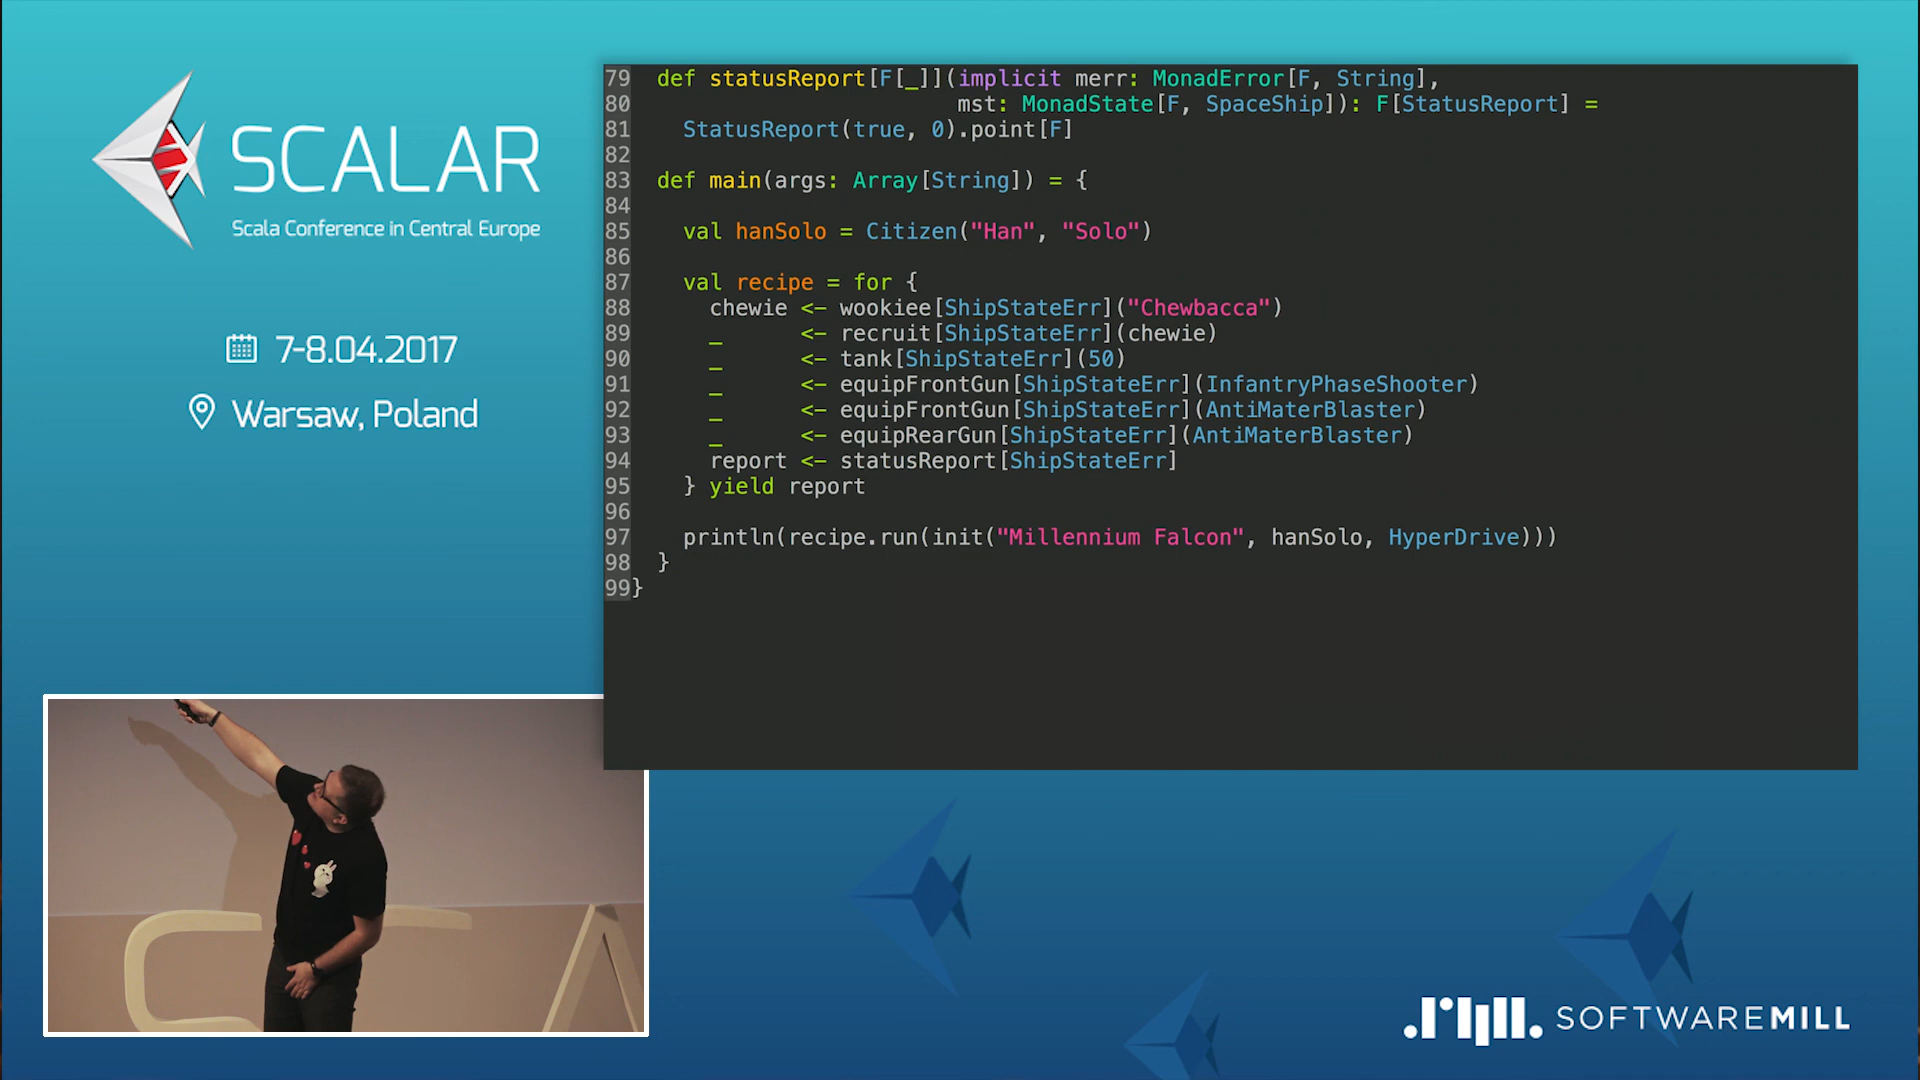 SCALAR
Scala Conference in Central Europe
7-8.04.2017
Warsaw, Poland
79 def statusReport[F[_]](implicit merr: MonadError[F, String],
80 mst: MonadState[F, SpaceShip]): F[StatusReport] =
81 StatusReport(true, 0).point[F]
82
83 def main(args: Array[String]) = {
84
85 val hanSolo = Citizen("Han", "Solo")
86
87 val recipe = for {
88 chewie <- wookiee[ShipStateErr]("Chewbacca")
89 _ <- recruit[ShipStateErr](chewie)
90 _ <- tank[ShipStateErr](50)
91 _ <- equipFrontGun[ShipStateErr](InfantryPhaseShooter)
92 _ <- equipFrontGun[ShipStateErr](AntiMaterBlaster)
93 _ <- equipRearGun[ShipStateErr](AntiMaterBlaster)
94 report <- statusReport[ShipStateErr]
95 } yield report
96
97 println(recipe.run(init("Millennium Falcon", hanSolo, HyperDrive)))
98 }
99 }
SOFTWAREMILL